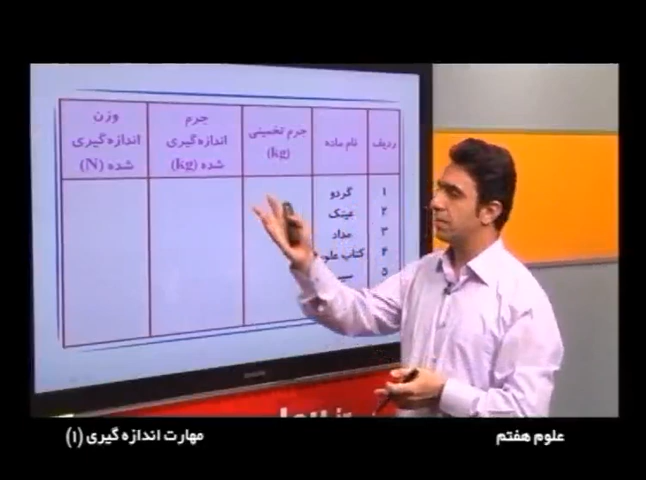 ردیف
نام ماده
جرم تخمینی
(kg)
جرم
اندازه‌گیری
شده (kg)
وزن
اندازه‌گیری
شده (N)
۱ گردو
۲ عینک
۳ مداد
۴ کتاب
۵
علوم هفتم
مهارت اندازه گیری (۱)